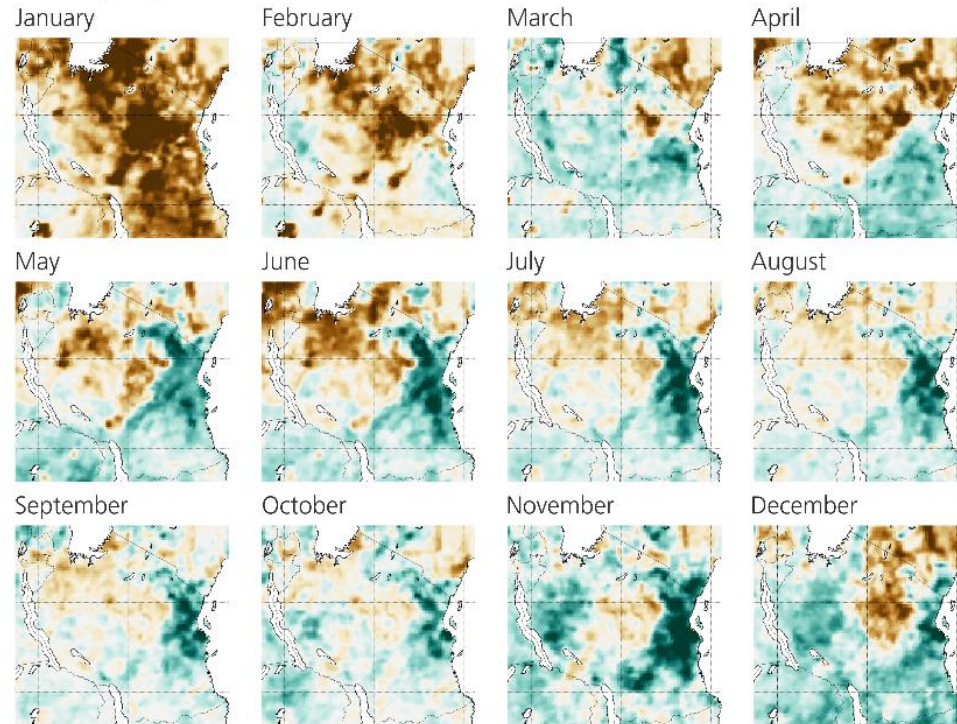 January
February
March
April
May
June
July
August
September
October
November
December